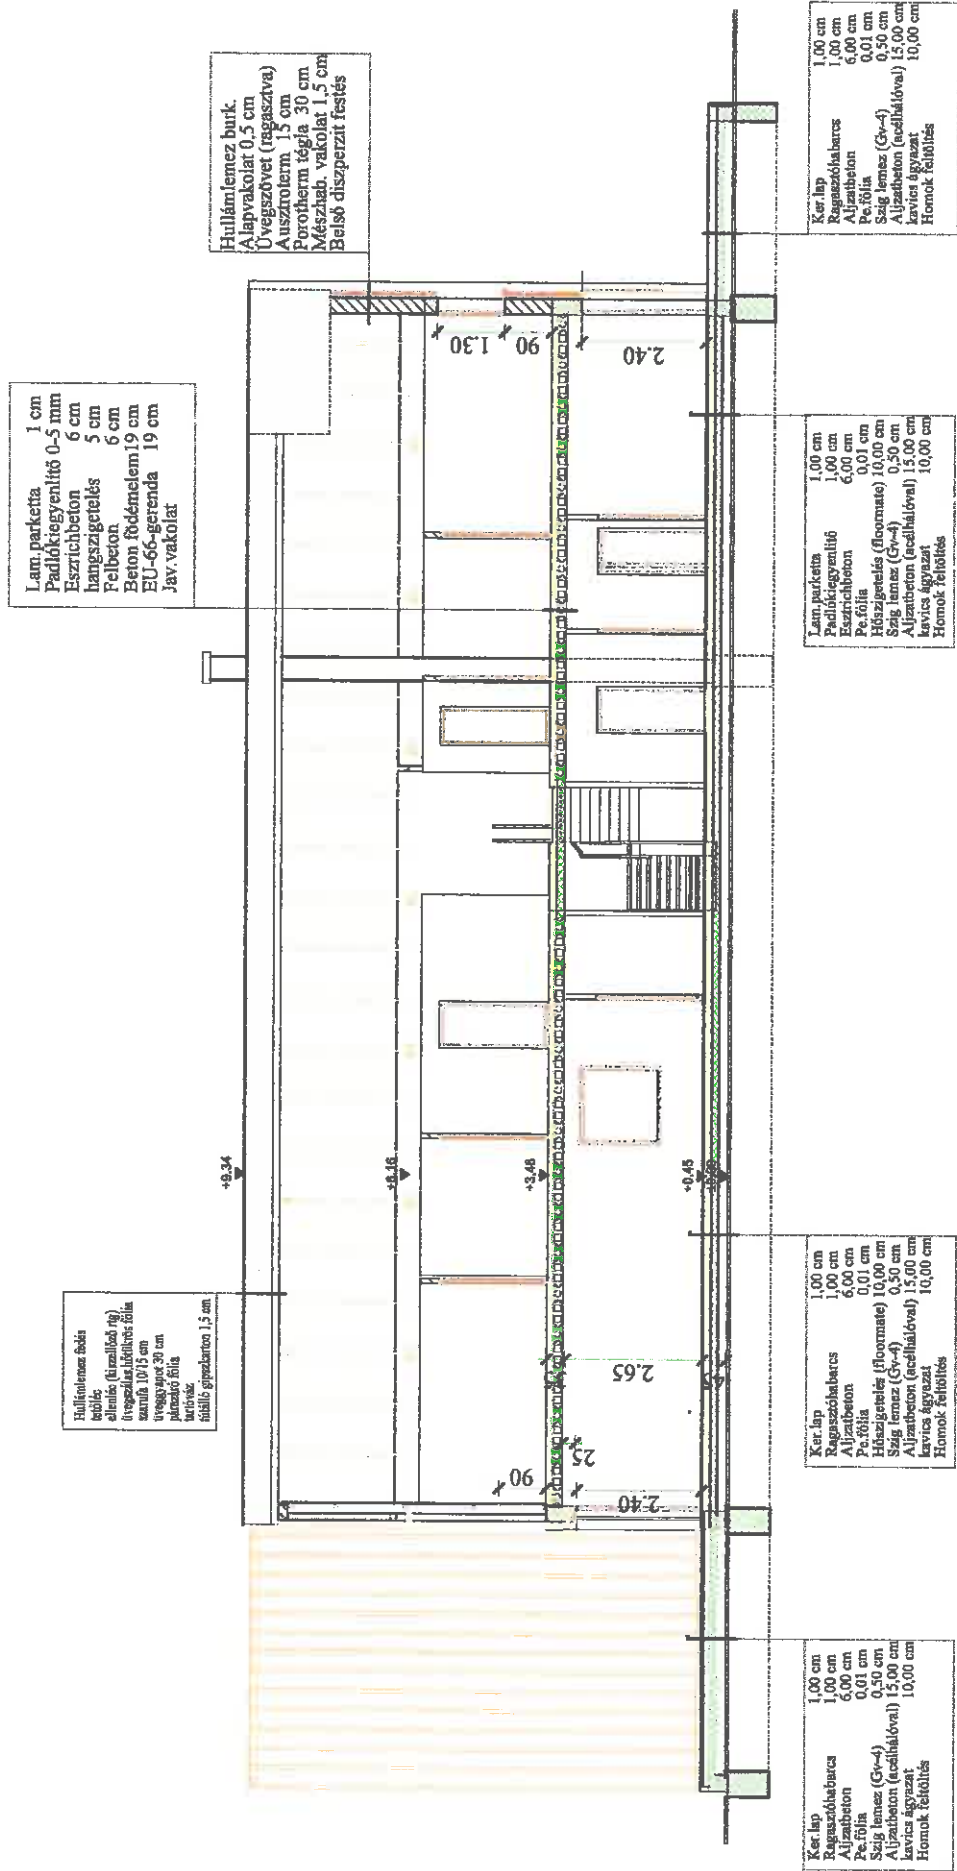 Hullámlemez fedés
tetőléc
ellenléc (kiszellőző rtg)
üvegszálas,hőtükrös fólia
szarufa 10/15 cm
üveggyapot 30 cm
párazáró fólia
tartóváz
tűzálló gipszkarton 1,5 cm
Lam.parketta 1 cm
Padlókiegyenlítő 0-5 mm
Esztrichbeton 6 cm
hangszigetelés 5 cm
Felbeton 6 cm
Beton födémelem 19 cm
EU-66-gerenda 19 cm
Jav.vakolat
Hullámlemez burk.
Alapvakolat 0,5 cm
Üvegszövet (ragasztva)
Ausztroterm 15 cm
Porotherm tégla 30 cm
Mészhab. vakolat 1,5 cm
Belső diszperzit festés
+9.34
+6.16
+3.48
+0.45
90
25
2.40
2.65
45
1.30
90
2.40
Ker.lap 1,00 cm
Ragasztóhabarcs 1,00 cm
Aljzatbeton 6,00 cm
Pe.fólia 0,01 cm
Szig lemez (Gv-4) 0,50 cm
Aljzatbeton (acélhálóval) 15,00 cm
kavics ágyazat 10,00 cm
Homok feltöltés
Ker.lap 1,00 cm
Ragasztóhabarcs 1,00 cm
Aljzatbeton 6,00 cm
Pe.fólia 0,01 cm
Hőszigetelés (floormate) 10,00 cm
Szig lemez (Gv-4) 0,50 cm
Aljzatbeton (acélhálóval) 15,00 cm
kavics ágyazat 10,00 cm
Homok feltöltés
Lam.parketta 1,00 cm
Padlókiegyenlítő 1,00 cm
Esztrichbeton 6,00 cm
Pe.fólia 0,01 cm
Hőszigetelés (floormate) 10,00 cm
Szig lemez (Gv-4) 0,50 cm
Aljzatbeton (acélhálóval) 15,00 cm
kavics ágyazat 10,00 cm
Homok feltöltés
Ker.lap 1,00 cm
Ragasztóhabarcs 1,00 cm
Aljzatbeton 6,00 cm
Pe.fólia 0,01 cm
Szig lemez (Gv-4) 0,50 cm
Aljzatbeton (acélhálóval) 15,00 cm
kavics ágyazat 10,00 cm
Homok feltöltés